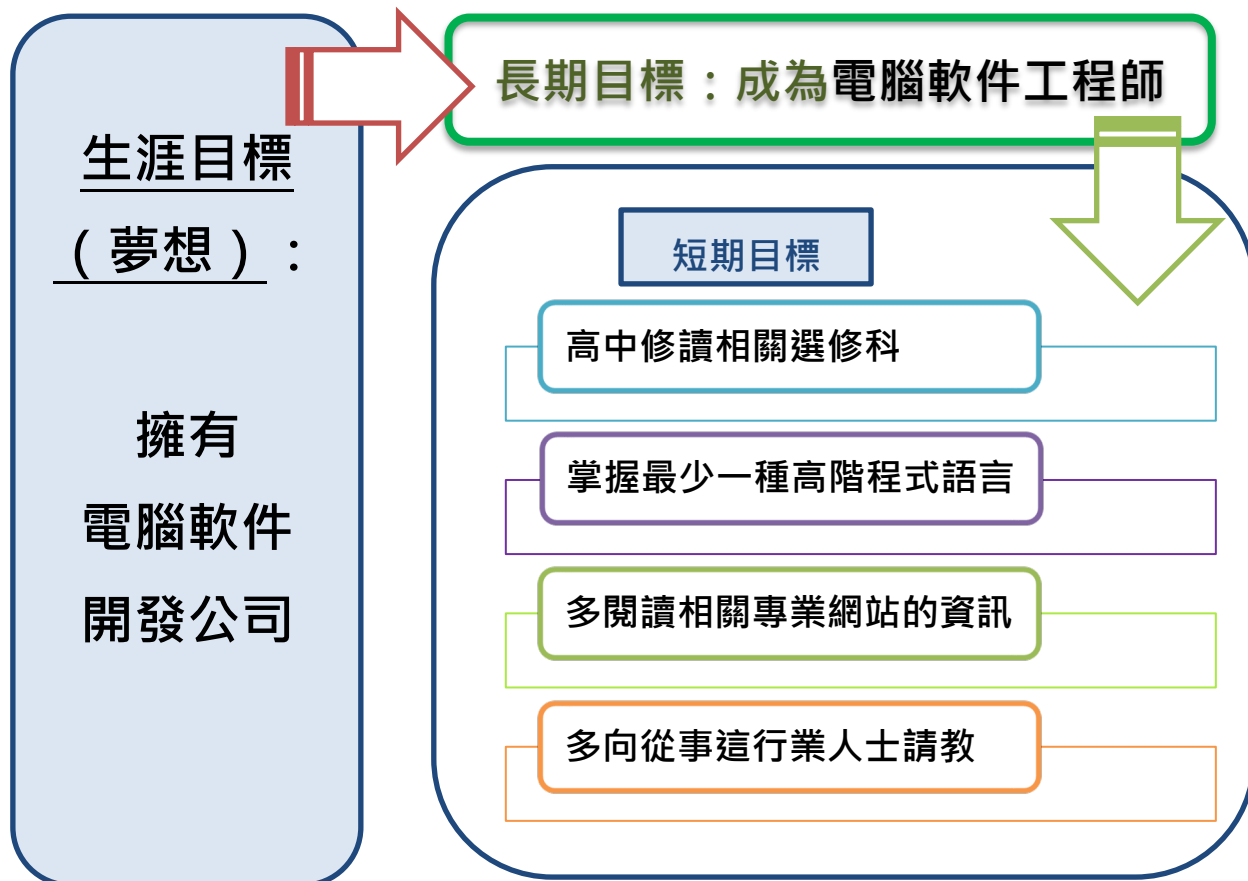 生涯目標
（夢想）：
擁有
電腦軟件
開發公司
長期目標：成為電腦軟件工程師
短期目標
高中修讀相關選修科
掌握最少一種高階程式語言
多閱讀相關專業網站的資訊
多向從事這行業人士請教